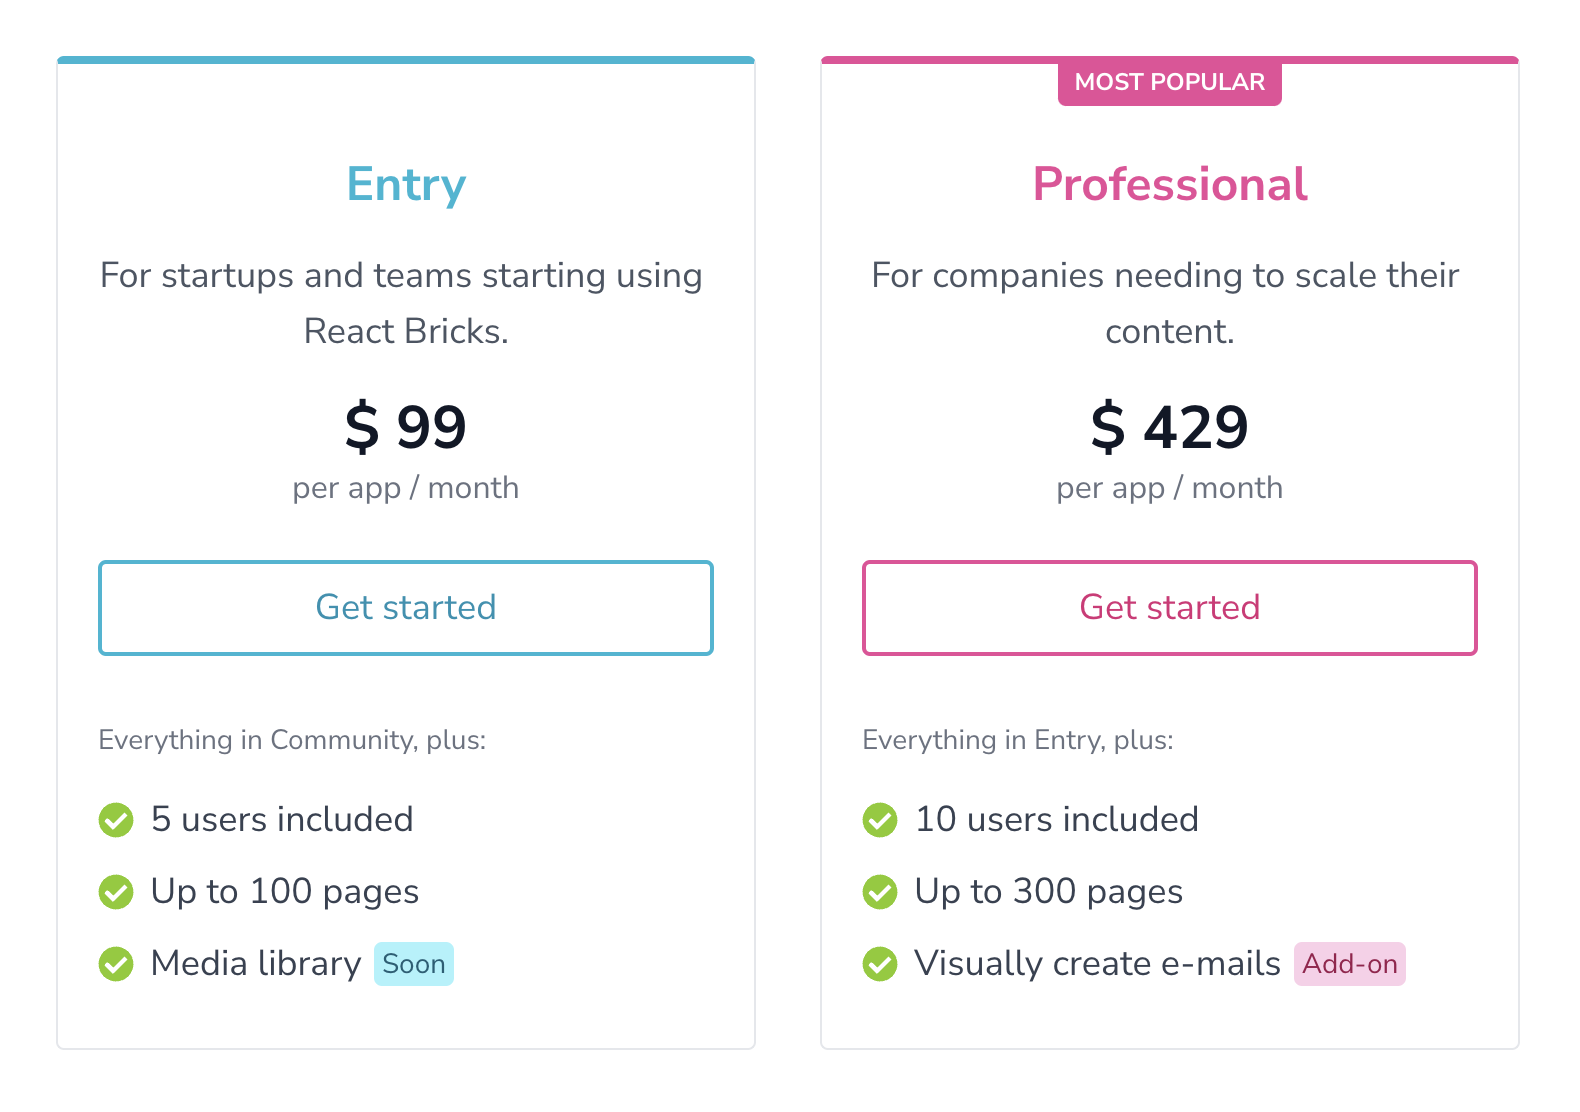 Entry
For startups and teams starting using
React Bricks.
$ 99
per app / month
Get started
Everything in Community, plus:
5 users included
Up to 100 pages
Media library Soon
MOST POPULAR
Professional
For companies needing to scale their
content.
$ 429
per app / month
Get started
Everything in Entry, plus:
10 users included
Up to 300 pages
Visually create e-mails Add-on